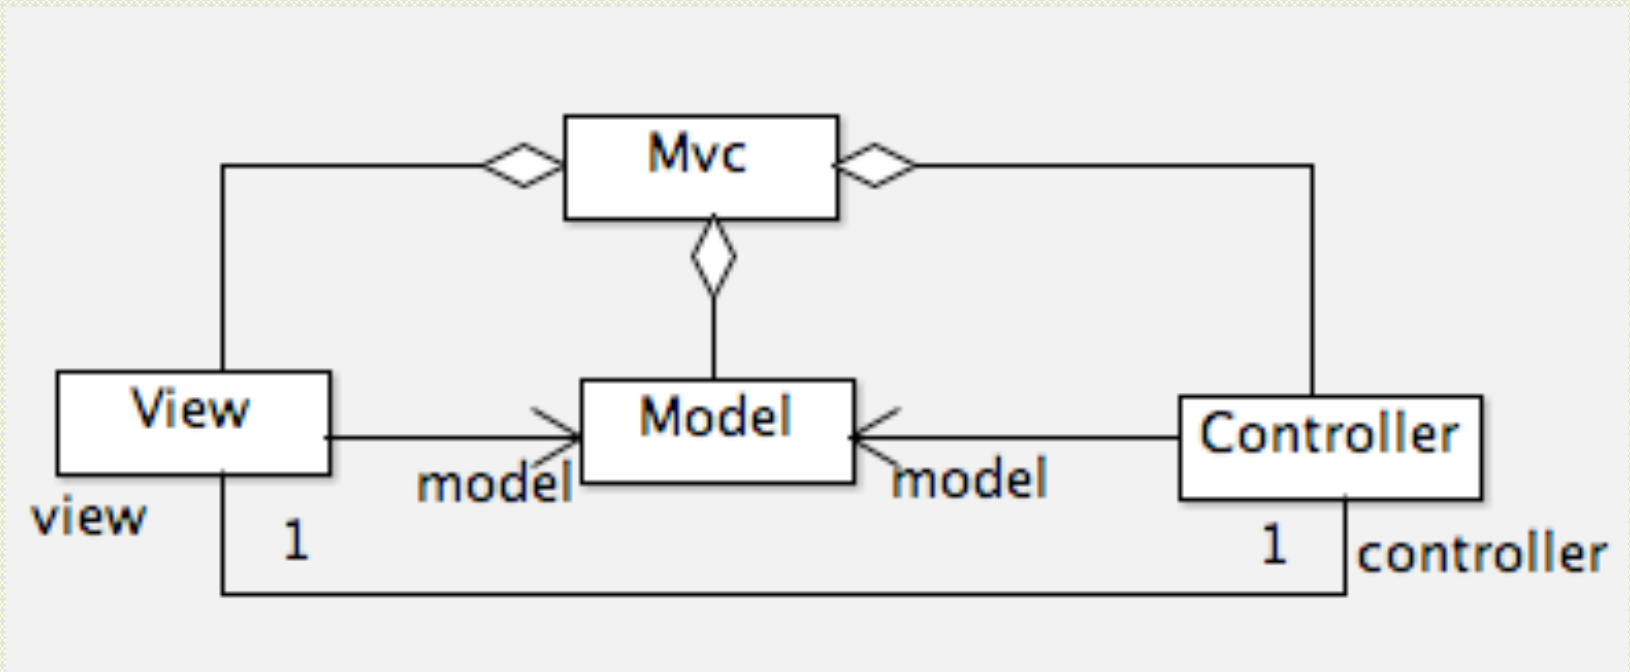 Mvc
View
Model
Controller
model
model
view
1
1
controller